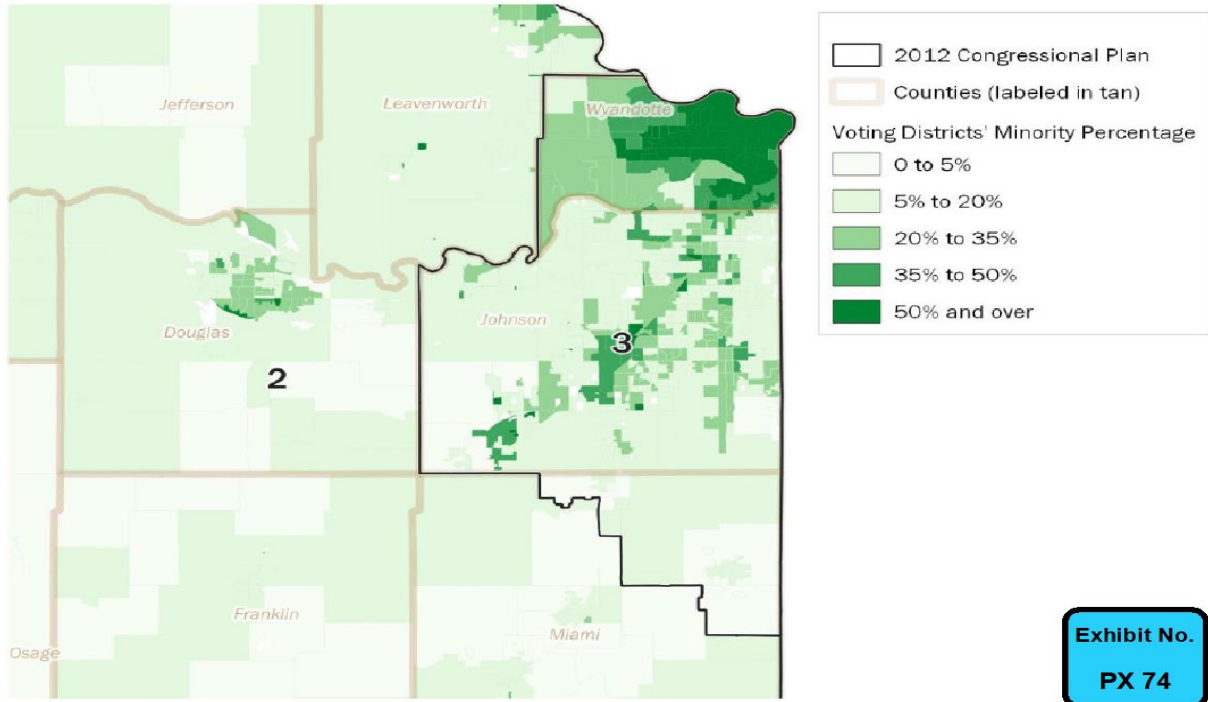 Jefferson
Leavenworth
Wyandotte
Douglas
Johnson
2
3
Franklin
Miami
Osage
2012 Congressional Plan
Counties (labeled in tan)
Voting Districts' Minority Percentage
0 to 5%
5% to 20%
20% to 35%
35% to 50%
50% and over
Exhibit No.
PX 74